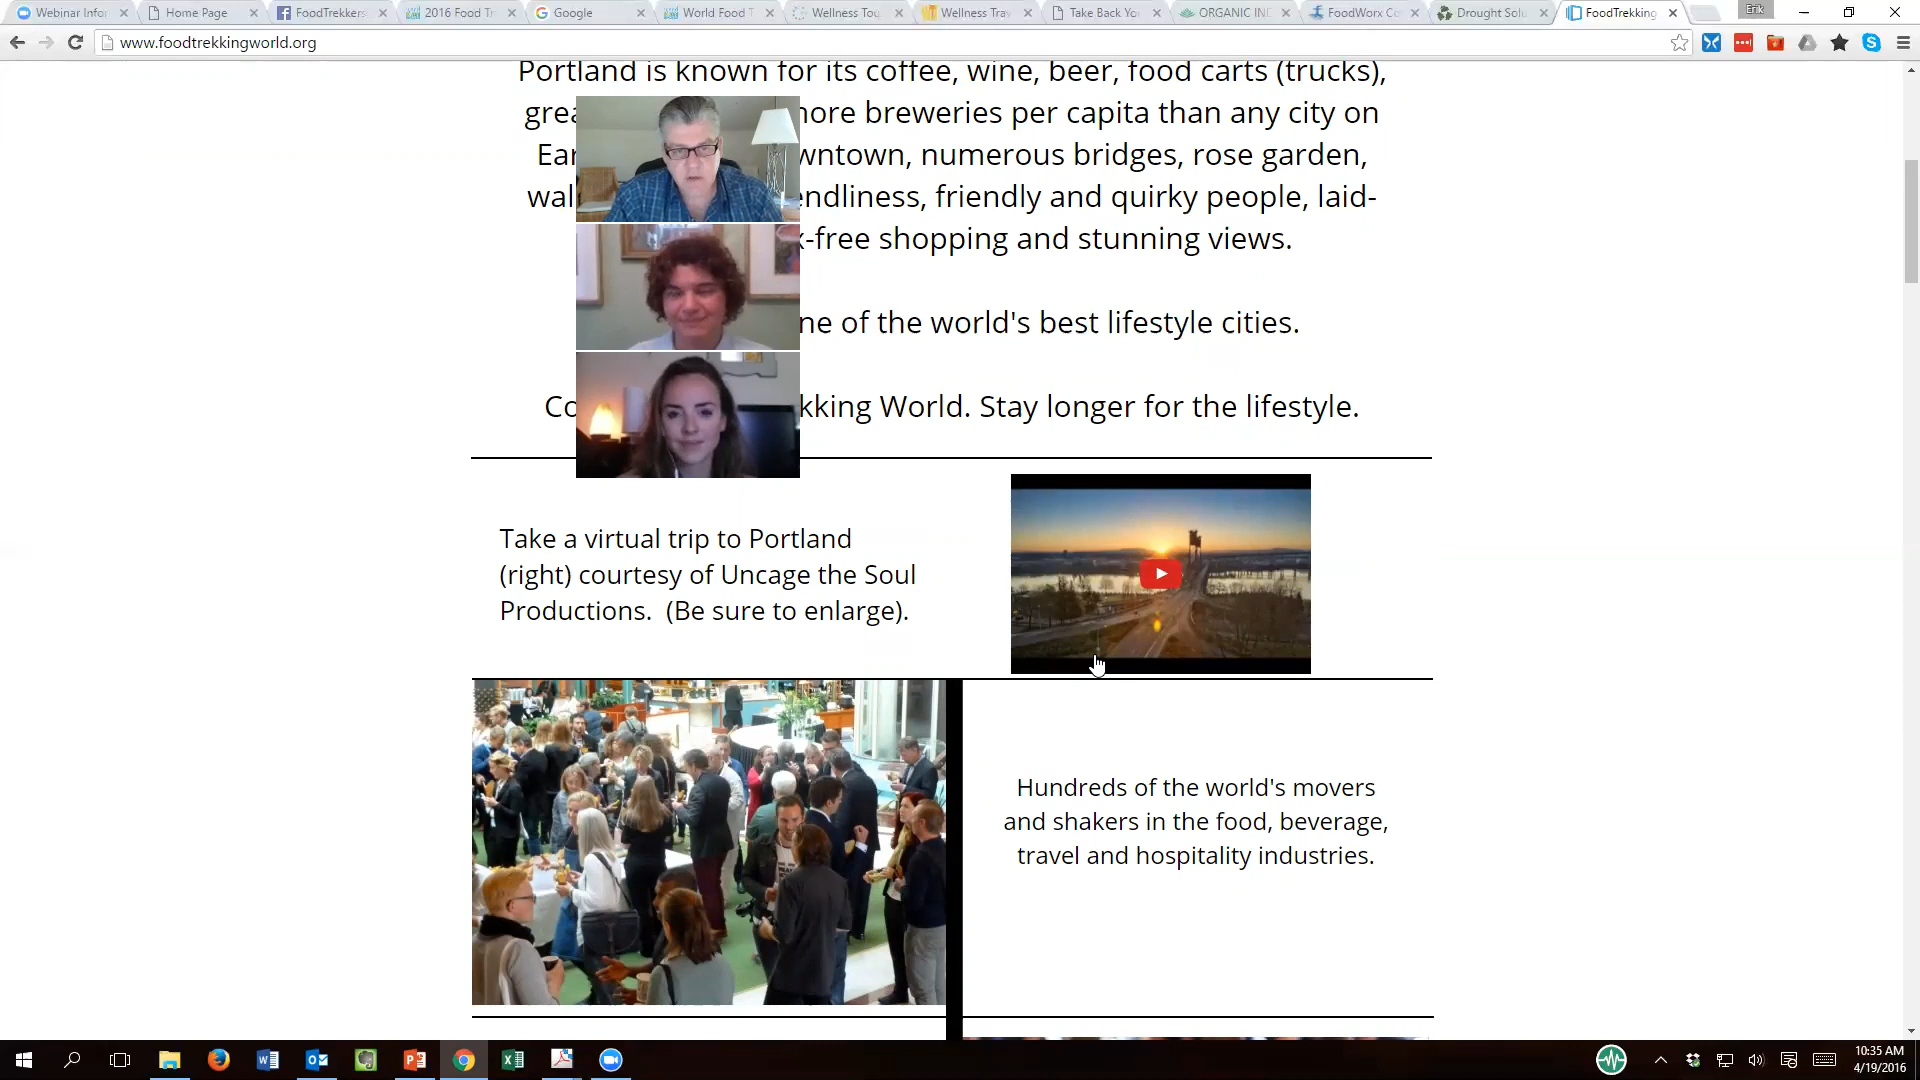 Webinar Infor
Home Page
FoodTrekkers
2016 Food Tr
Google
World Food T
Wellness Tou
Wellness Trav
Take Back Yo
ORGANIC IND
FoodWorx Co
Drought Solu
FoodTrekking
Erik
www.foodtrekkingworld.org
Portland is known for its coffee, wine, beer, food carts (trucks),
grea ore breweries per capita than any city on
Ear wntown, numerous bridges, rose garden,
wal endliness, friendly and quirky people, laid-
x-free shopping and stunning views.
ne of the world's best lifestyle cities.
Co kking World. Stay longer for the lifestyle.
Take a virtual trip to Portland
(right) courtesy of Uncage the Soul
Productions. (Be sure to enlarge).
Hundreds of the world's movers
and shakers in the food, beverage,
travel and hospitality industries.
10:35 AM
4/19/2016